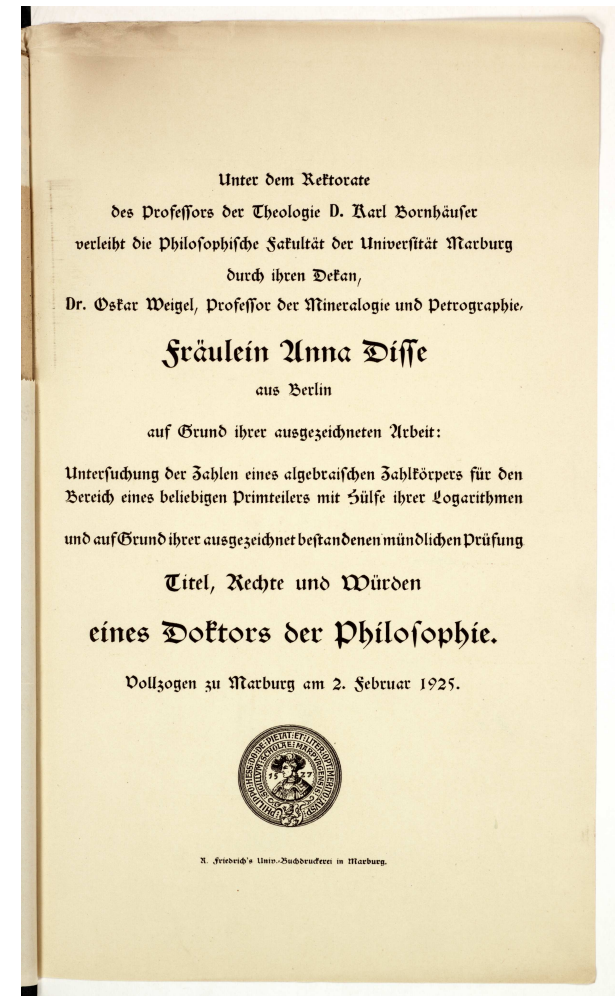 Unter dem Rektorate
des Professors der Theologie D. Karl Bornhäuser
verleiht die Philosophische Fakultät der Universität Marburg
durch ihren Dekan,
Dr. Oskar Weigel, Professor der Mineralogie und Petrographie,
Fräulein Anna Disse
aus Berlin
auf Grund ihrer ausgezeichneten Arbeit:
Untersuchung der Zahlen eines algebraischen Zahlkörpers für den
Bereich eines beliebigen Primteilers mit Hülfe ihrer Logarithmen
und auf Grund ihrer ausgezeichnet bestandenen mündlichen Prüfung
Titel, Rechte und Würden
eines Doktors der Philosophie.
Vollzogen zu Marburg am 2. Februar 1925.
15 27
R. Friedrich's Univ.-Buchdruckerei in Marburg.